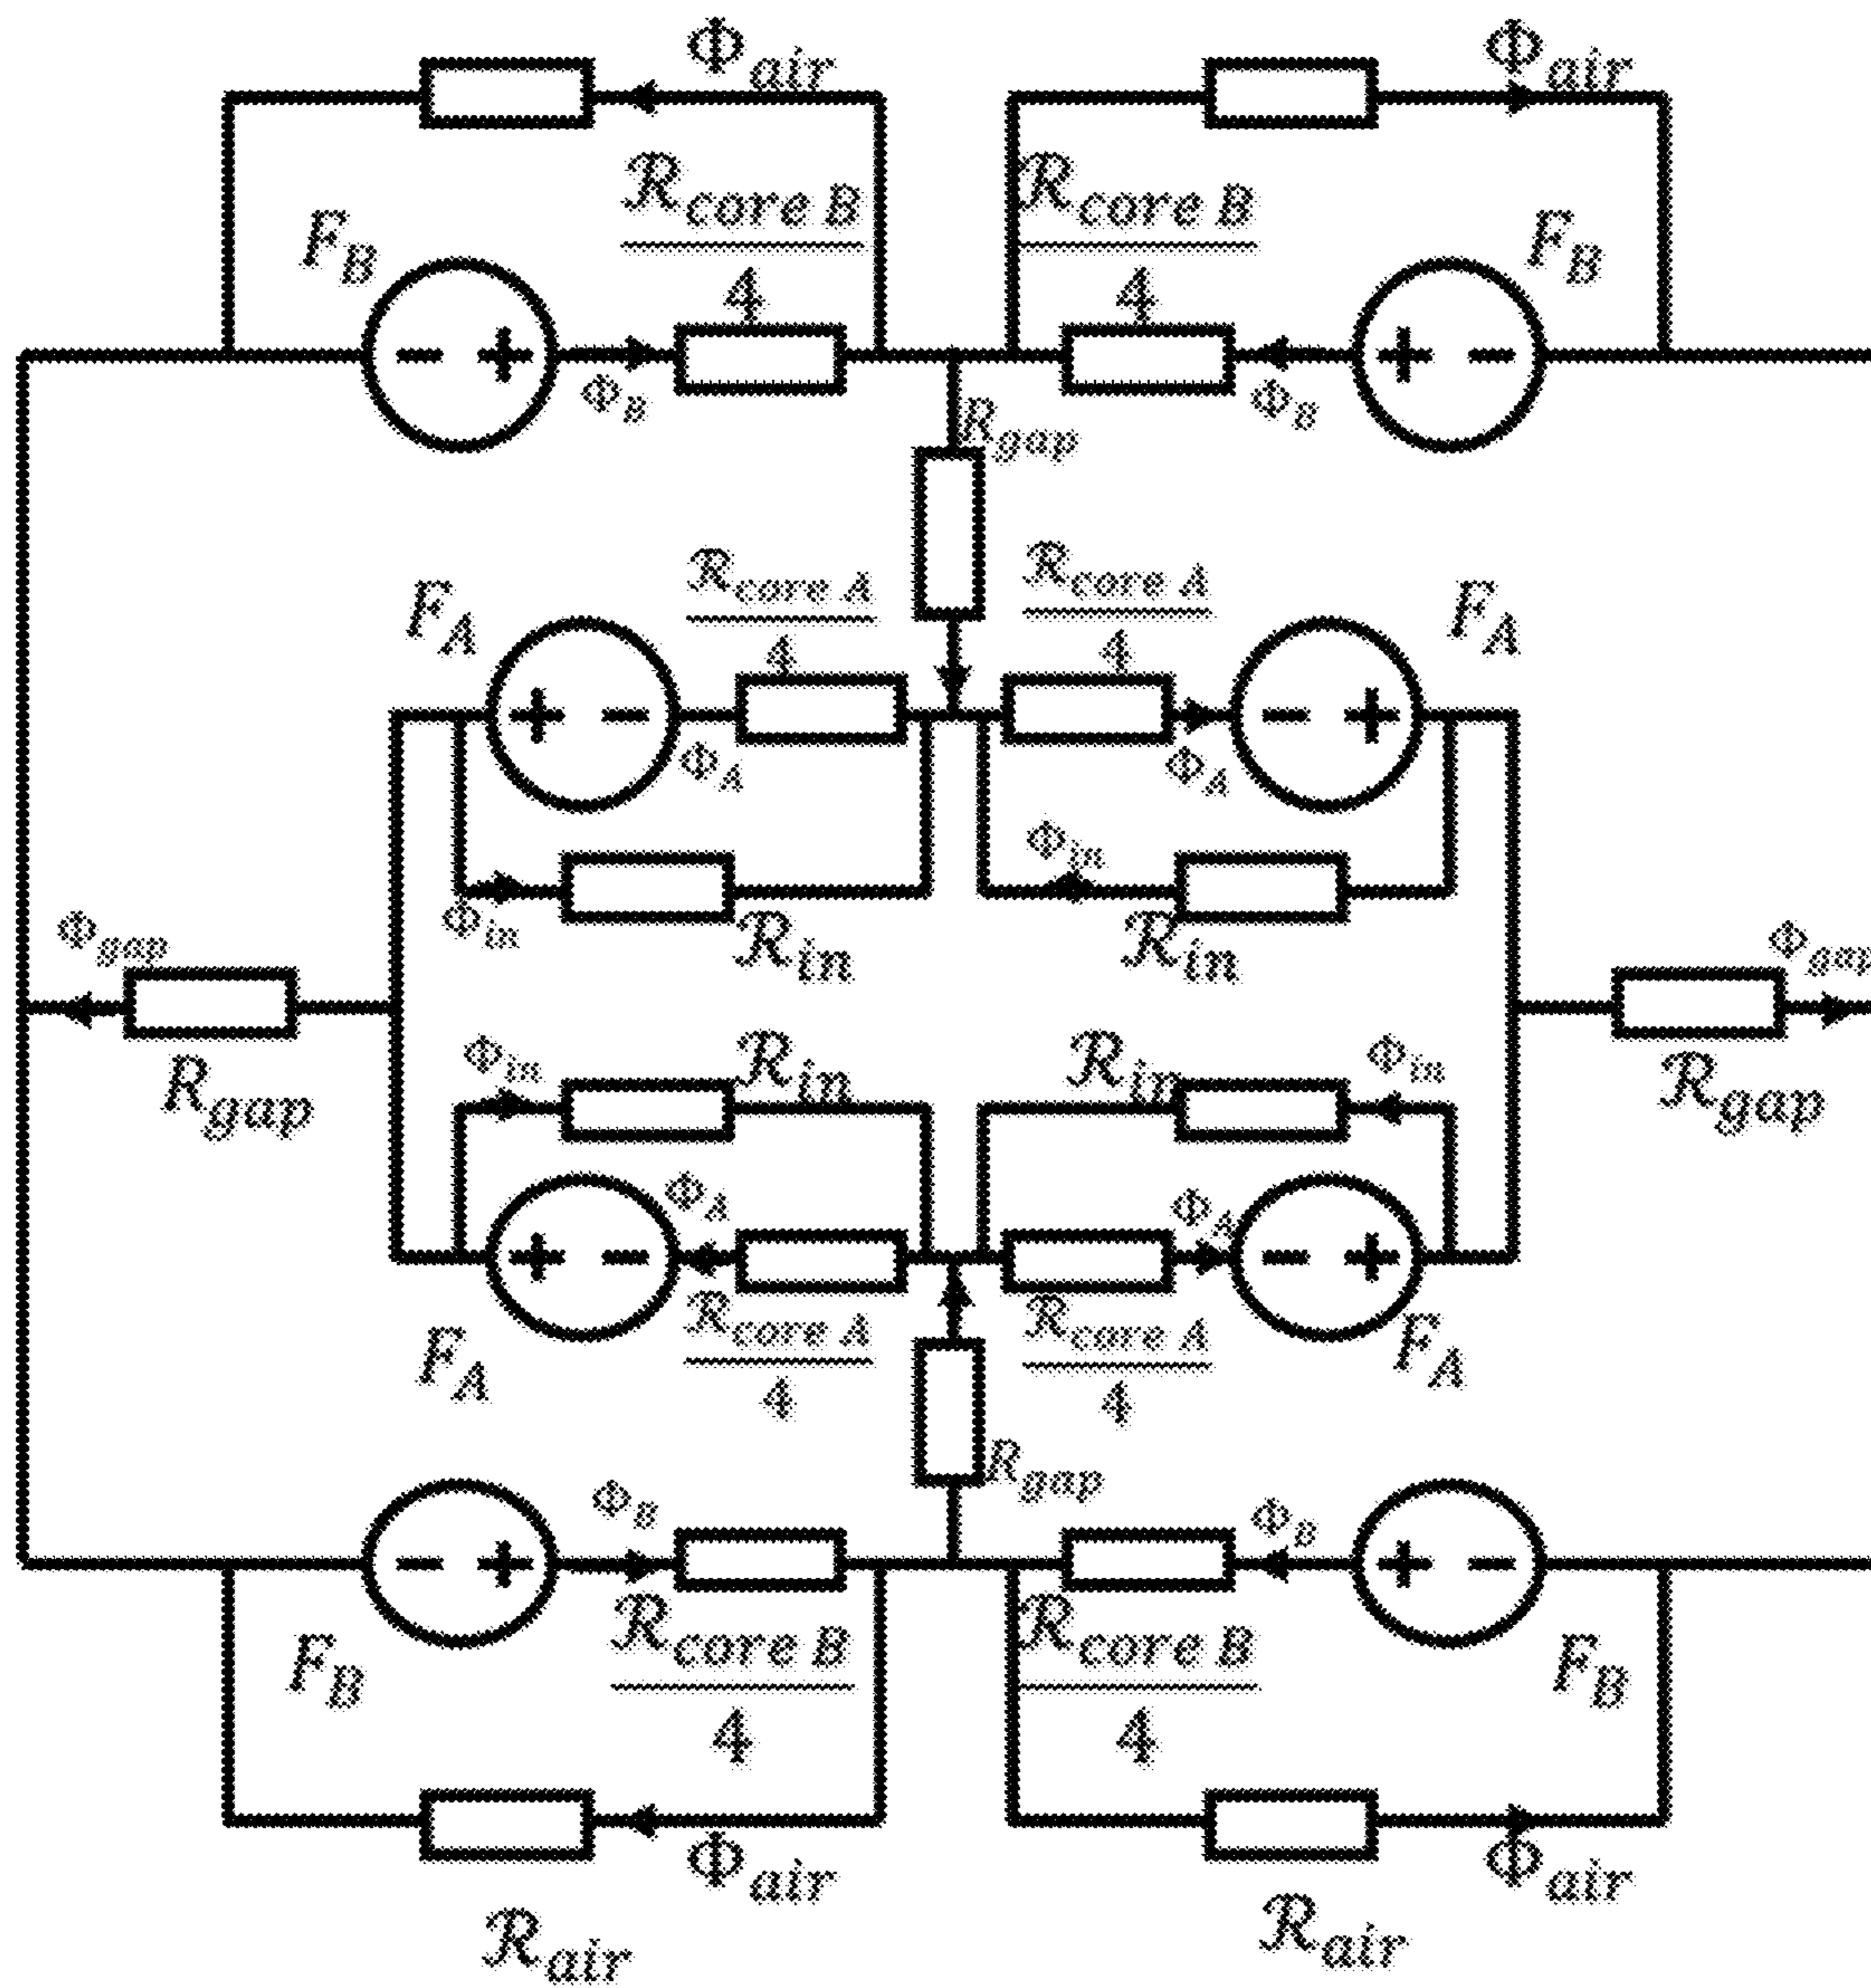 Φair Φair
ℛcore B ℛcore B
FB 4 4 FB
− + + −
ΦB ΦB
Rgap
FA ℛcore A ℛcore A FA
4 4
+ − − +
ΦA ΦA
Φin
Φin
ℛin ℛin
Φgap Φgap
Φin ℛin ℛin Φin
Rgap ℛgap
ΦA ΦA
+ − − +
ℛcore A ℛcore A
FA 4 4 FA
Rgap
ΦB ΦB
− + + −
ℛcore B ℛcore B
FB 4 4 FB
Φair Φair
ℛair ℛair